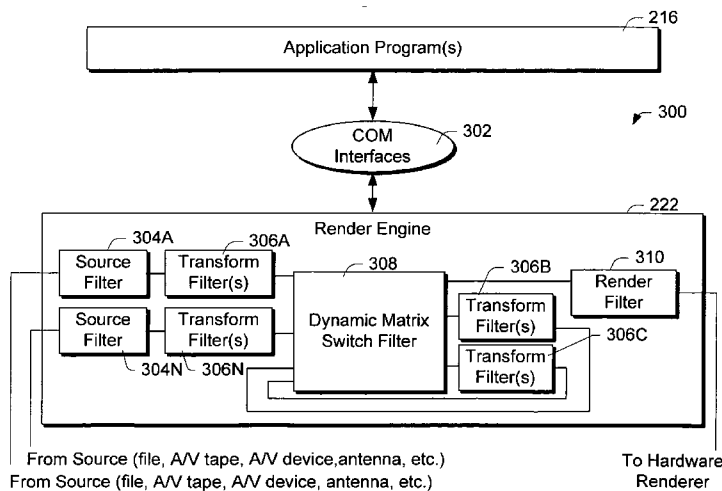 216
Application Program(s)
300
COM
Interfaces
302
222
Render Engine
304A
306A
308
306B
310
Source
Filter
Transform
Filter(s)
Render
Filter
Transform
Filter(s)
Source
Filter
Transform
Filter(s)
Dynamic Matrix
Switch Filter
306C
Transform
Filter(s)
304N
306N
From Source (file, A/V tape, A/V device,antenna, etc.)
From Source (file, A/V tape, A/V device, antenna, etc.)
To Hardware
Renderer